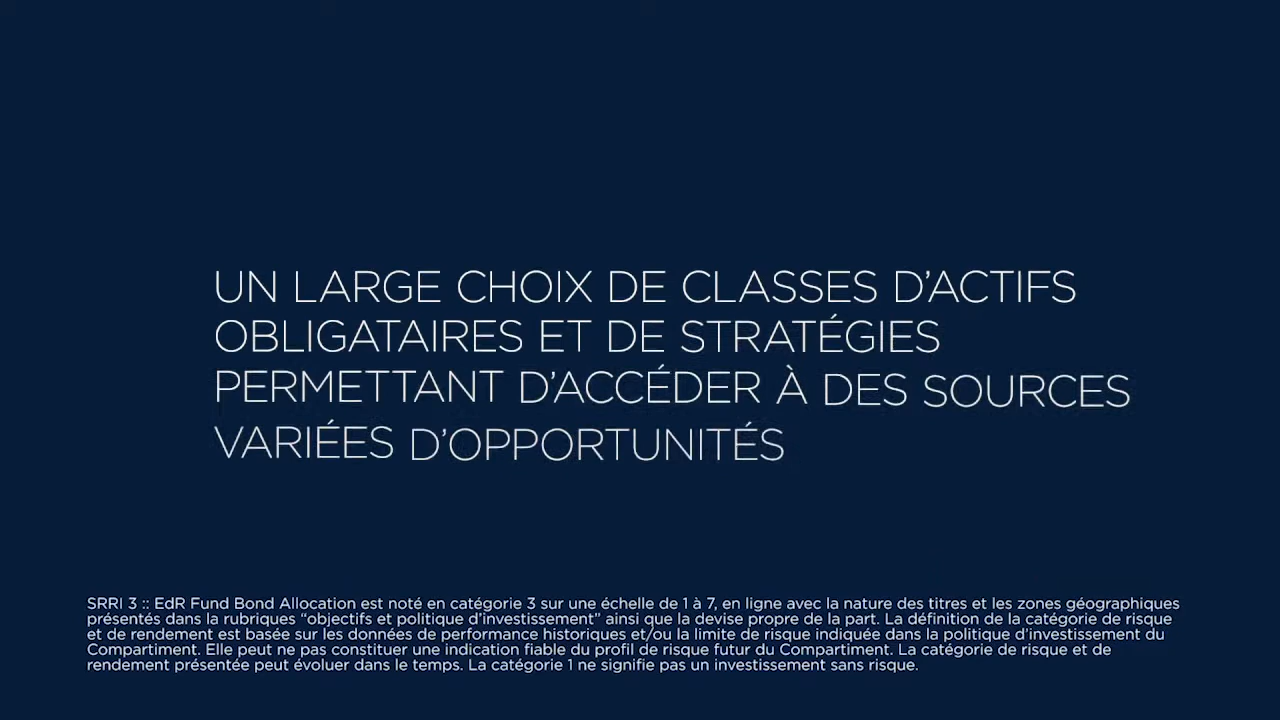 UN LARGE CHOIX DE CLASSES D’ACTIFS
OBLIGATAIRES ET DE STRATÉGIES
PERMETTANT D’ACCÉDER À DES SOURCES
VARIÉES D’OPPORTUNITÉS
SRRI 3 :: EdR Fund Bond Allocation est noté en catégorie 3 sur une échelle de 1 à 7, en ligne avec la nature des titres et les zones géographiques
présentés dans la rubriques “objectifs et politique d’investissement” ainsi que la devise propre de la part. La définition de la catégorie de risque
et de rendement est basée sur les données de performance historiques et/ou la limite de risque indiquée dans la politique d’investissement du
Compartiment. Elle peut ne pas constituer une indication fiable du profil de risque futur du Compartiment. La catégorie de risque et de
rendement présentée peut évoluer dans le temps. La catégorie 1 ne signifie pas un investissement sans risque.